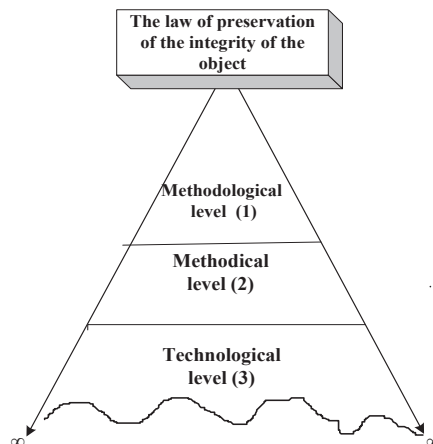 The law of preservation
of the integrity of the
object
Methodological
level (1)
Methodical
level (2)
Technological
level (3)
∞